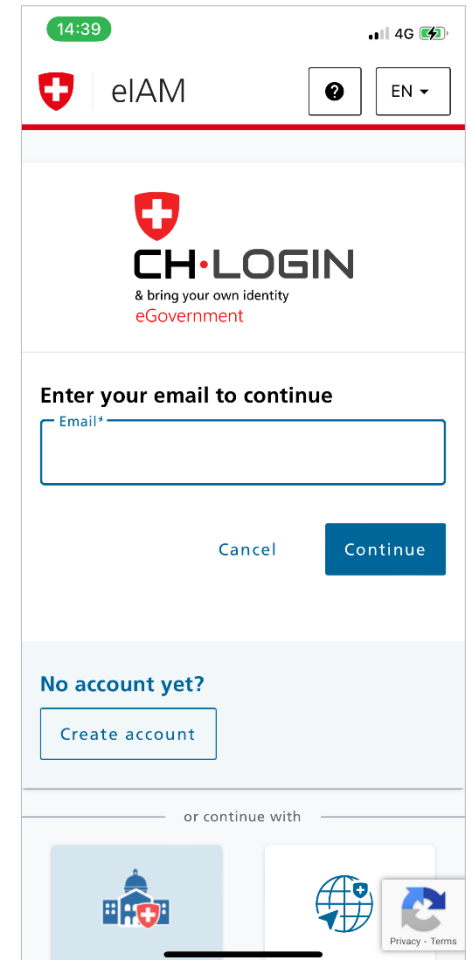 14:39
4G
eIAM
EN
CH·LOGIN
& bring your own identity
eGovernment
Enter your email to continue
Email*
Cancel
Continue
No account yet?
Create account
or continue with
Privacy - Terms